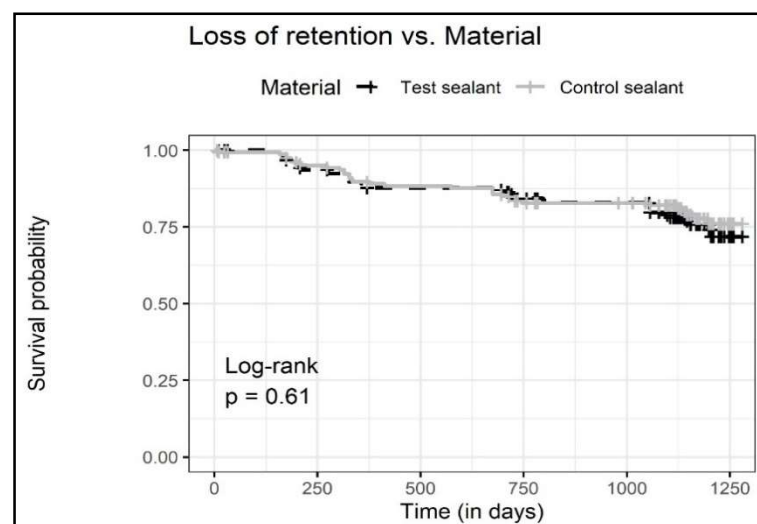 Loss of retention vs. Material
Material Test sealant Control sealant
Survival probability
1.00
0.75
0.50
0.25
0.00
Log-rank
p = 0.61
0 250 500 750 1000 1250
Time (in days)